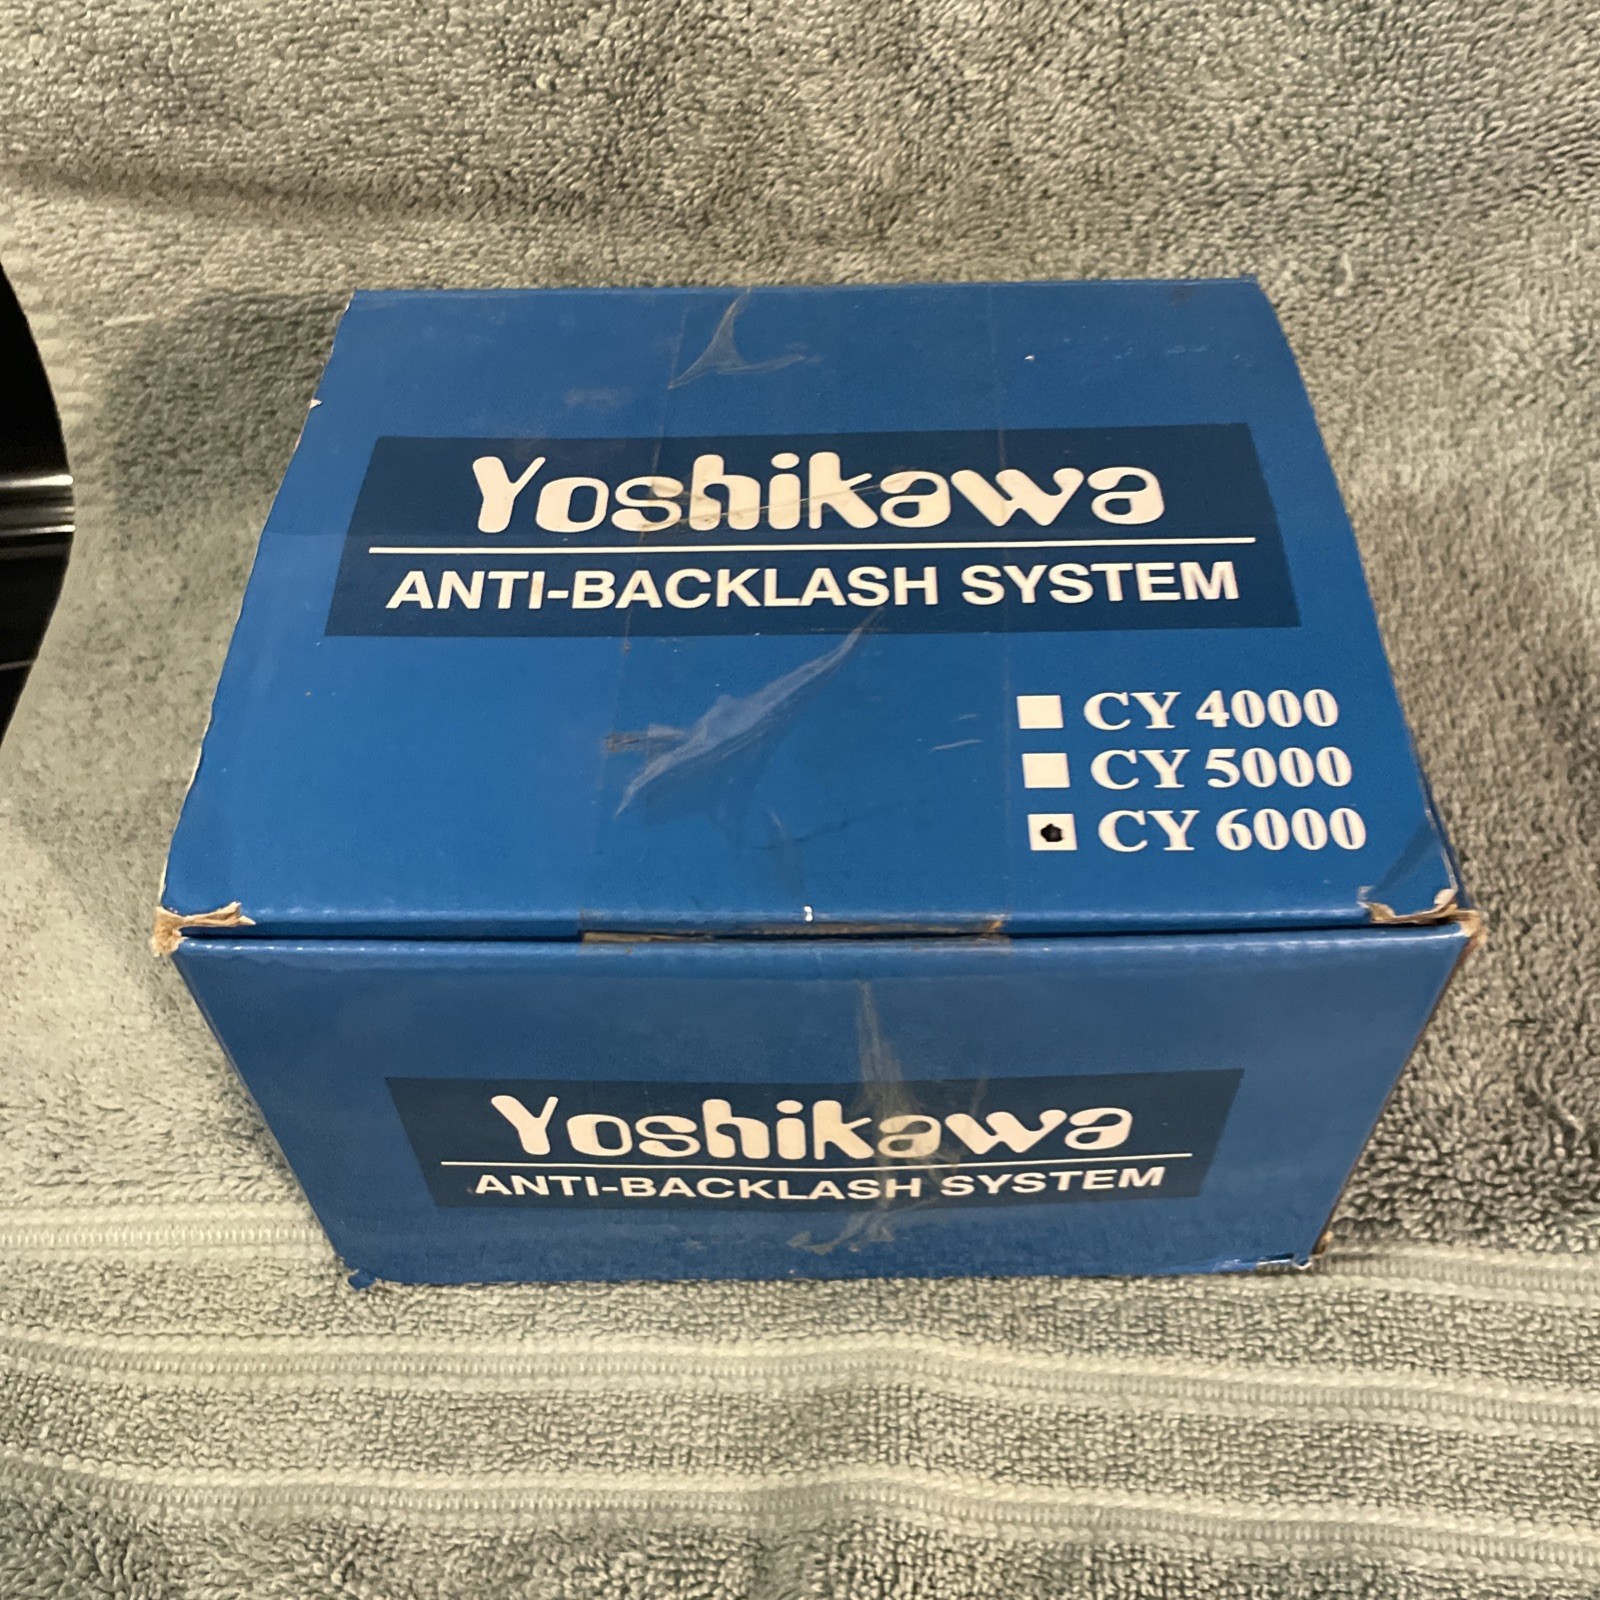 Yoshikawa
ANTI-BACKLASH SYSTEM
CY 4000
CY 5000
CY 6000
Yoshikawa
ANTI-BACKLASH SYSTEM